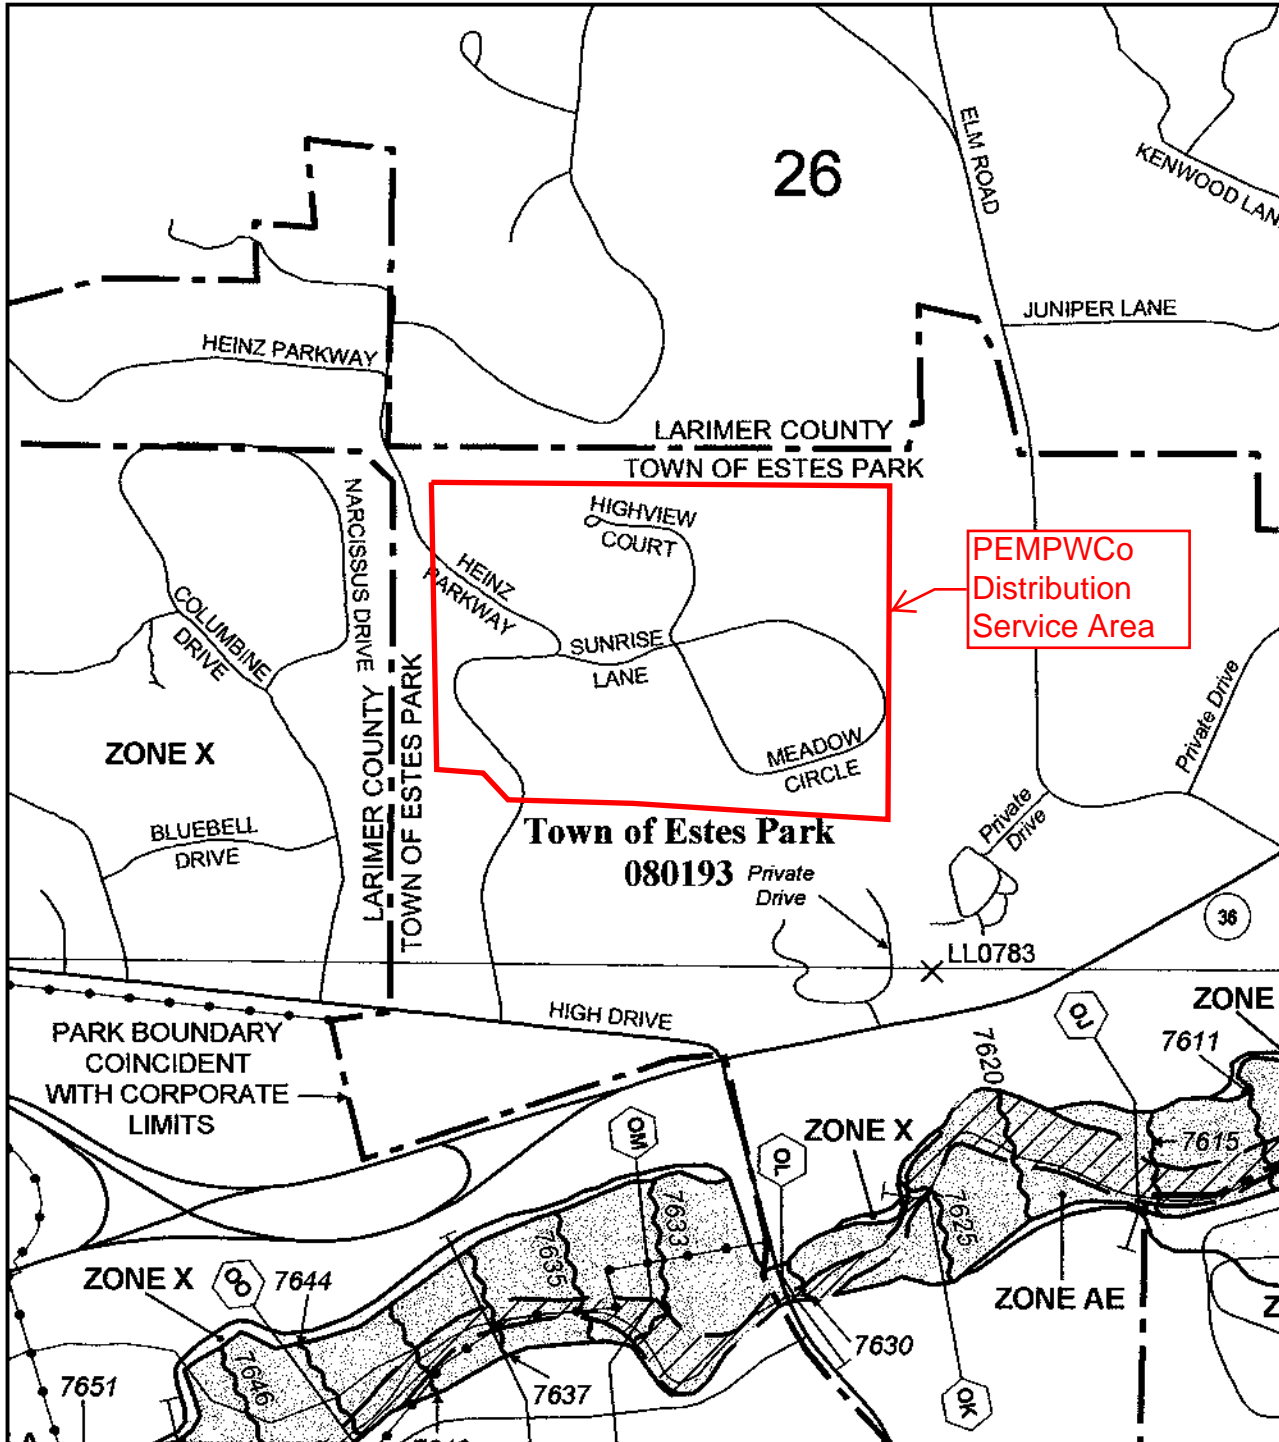 26
ELM ROAD
KENWOOD LANE
JUNIPER LANE
HEINZ PARKWAY
LARIMER COUNTY
TOWN OF ESTES PARK
NARCISSUS DRIVE
HIGHVIEW
COURT
HEINZ
PARKWAY
PEMPWCo
Distribution
Service Area
COLUMBINE
DRIVE
SUNRISE
LANE
LARIMER COUNTY
TOWN OF ESTES PARK
Private Drive
ZONE X
MEADOW
CIRCLE
BLUEBELL
DRIVE
Town of Estes Park
080193
Private
Drive
Private
Drive
36
LL0783
HIGH DRIVE
PARK BOUNDARY
COINCIDENT
WITH CORPORATE
LIMITS
ZONE
OJ
7611
7620
OM
OL
ZONE X
7615
7633
7625
7635
ZONE X
OO
7644
ZONE AE
7630
7646
7651
7637
OK